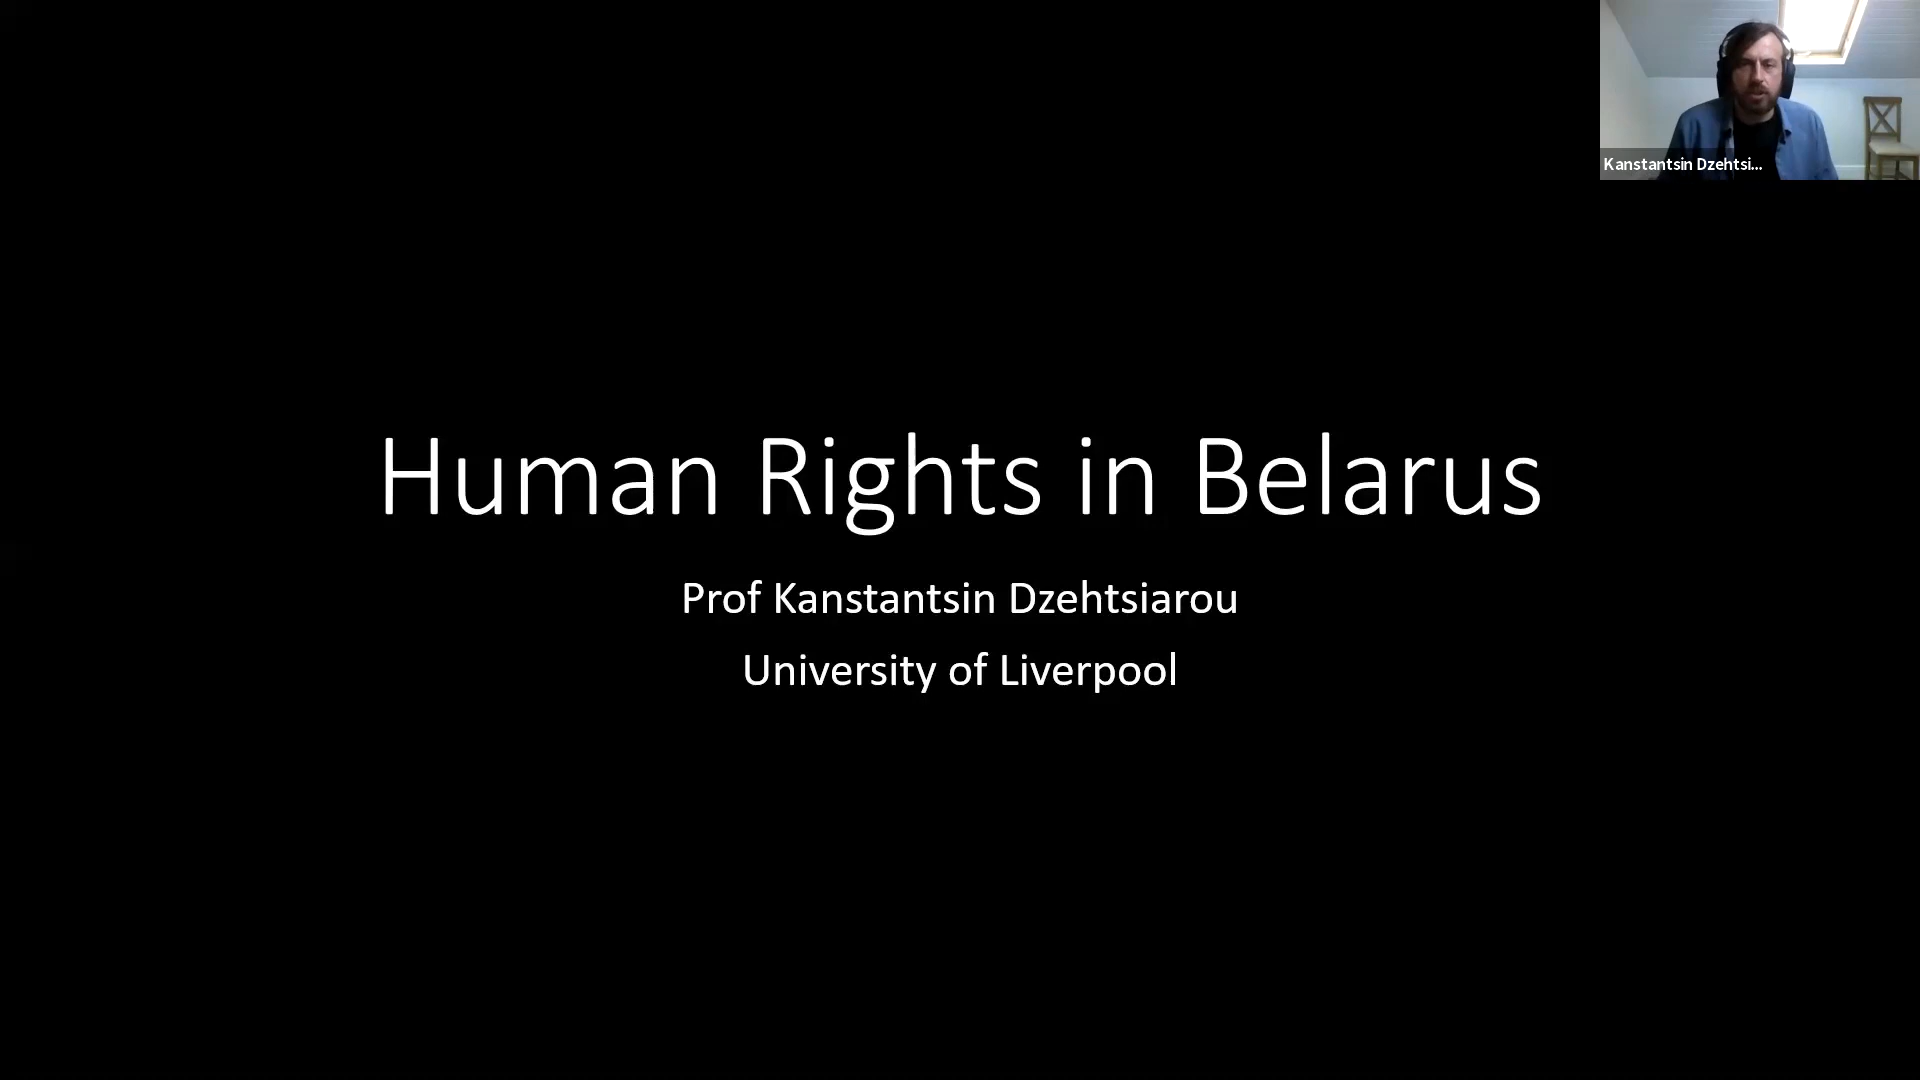 Kanstantsin Dzehtsi...
Human Rights in Belarus
Prof Kanstantsin Dzehtsiarou
University of Liverpool